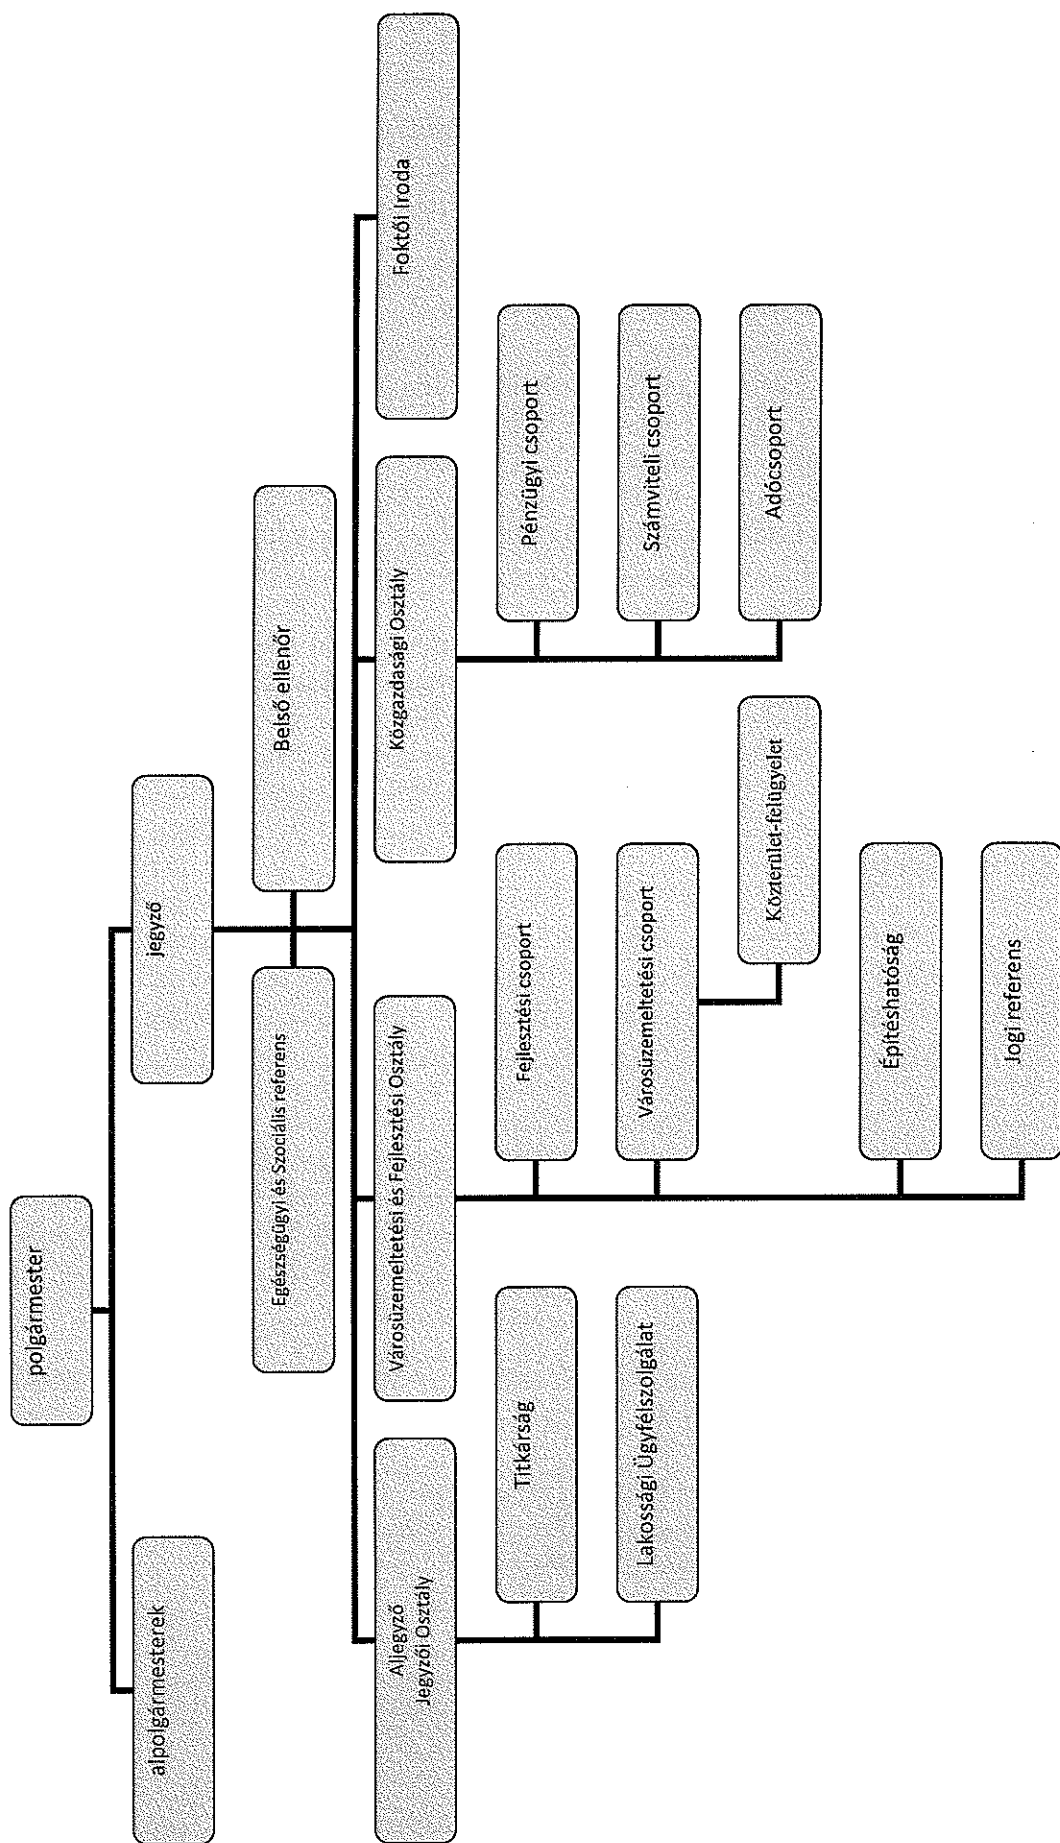 polgármester
alpolgármesterek
jegyző
Egészségügyi és Szociális referens
Belső ellenőr
Aljegyző
Jegyzői Osztály
Városüzemeltetési és Fejlesztési Osztály
Közgazdasági Osztály
Foktői Iroda
Titkárság
Lakossági Ügyfélszolgálat
Fejlesztési csoport
Városüzemeltetési csoport
Közterület-felügyelet
Építéshatóság
Jogi referens
Pénzügyi csoport
Számviteli csoport
Adócsoport